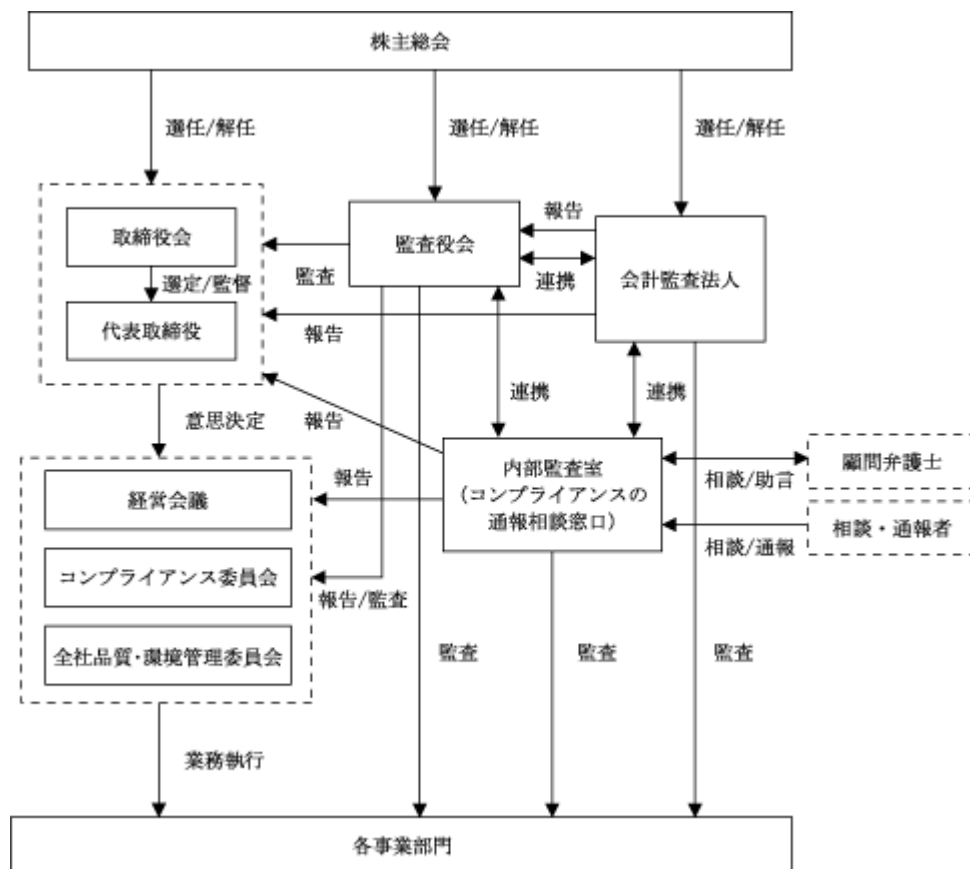 株主総会
選任/解任
選任/解任
選任/解任
取締役会
選定/監督
代表取締役
監査役会
報告
連携
会計監査法人
監査
報告
意思決定
報告
連携
連携
内部監査室
(コンプライアンスの
通報相談窓口)
相談/助言
顧問弁護士
相談/通報
相談・通報者
経営会議
報告
コンプライアンス委員会
報告/監査
全社品質・環境管理委員会
監査
監査
監査
業務執行
各事業部門